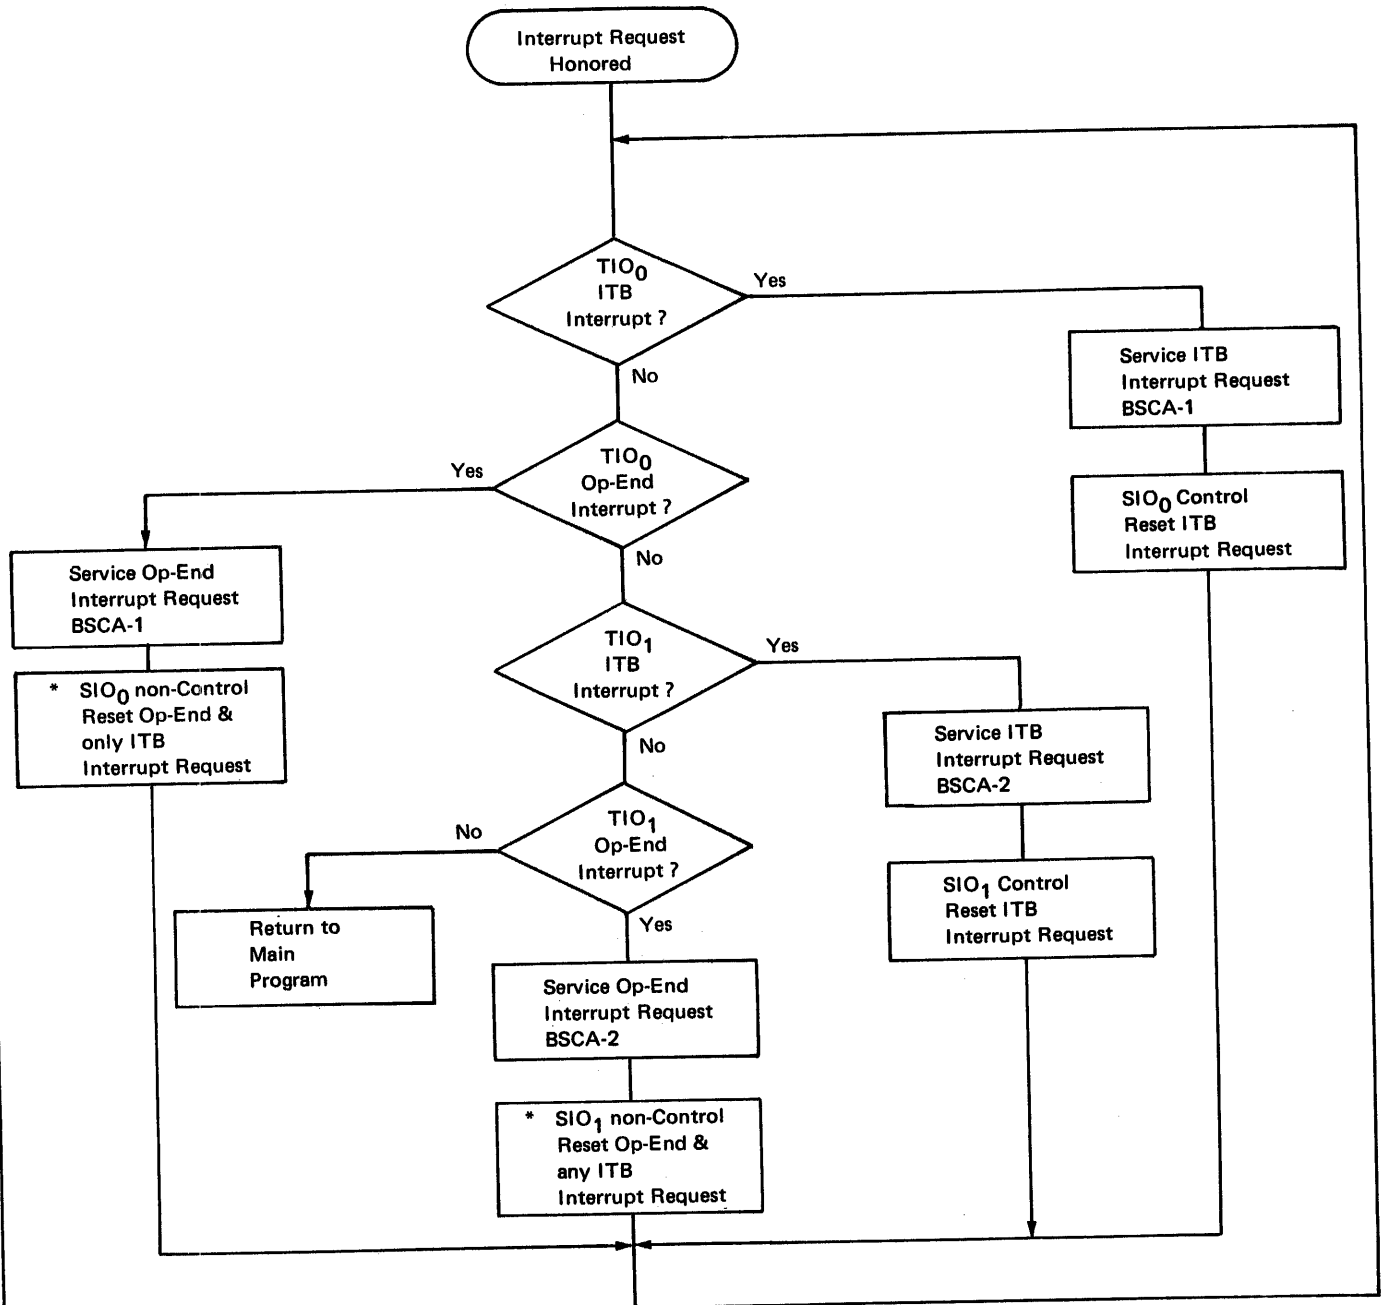 Interrupt Request
Honored
TIO0
ITB
Interrupt ?
Yes
No
Service ITB
Interrupt Request
BSCA-1
SIO0 Control
Reset ITB
Interrupt Request
TIO0
Op-End
Interrupt ?
Yes
No
Service Op-End
Interrupt Request
BSCA-1
* SIO0 non-Control
Reset Op-End &
only ITB
Interrupt Request
TIO1
ITB
Interrupt ?
Yes
No
Service ITB
Interrupt Request
BSCA-2
SIO1 Control
Reset ITB
Interrupt Request
TIO1
Op-End
Interrupt ?
No
Yes
Return to
Main
Program
Service Op-End
Interrupt Request
BSCA-2
* SIO1 non-Control
Reset Op-End &
any ITB
Interrupt Request